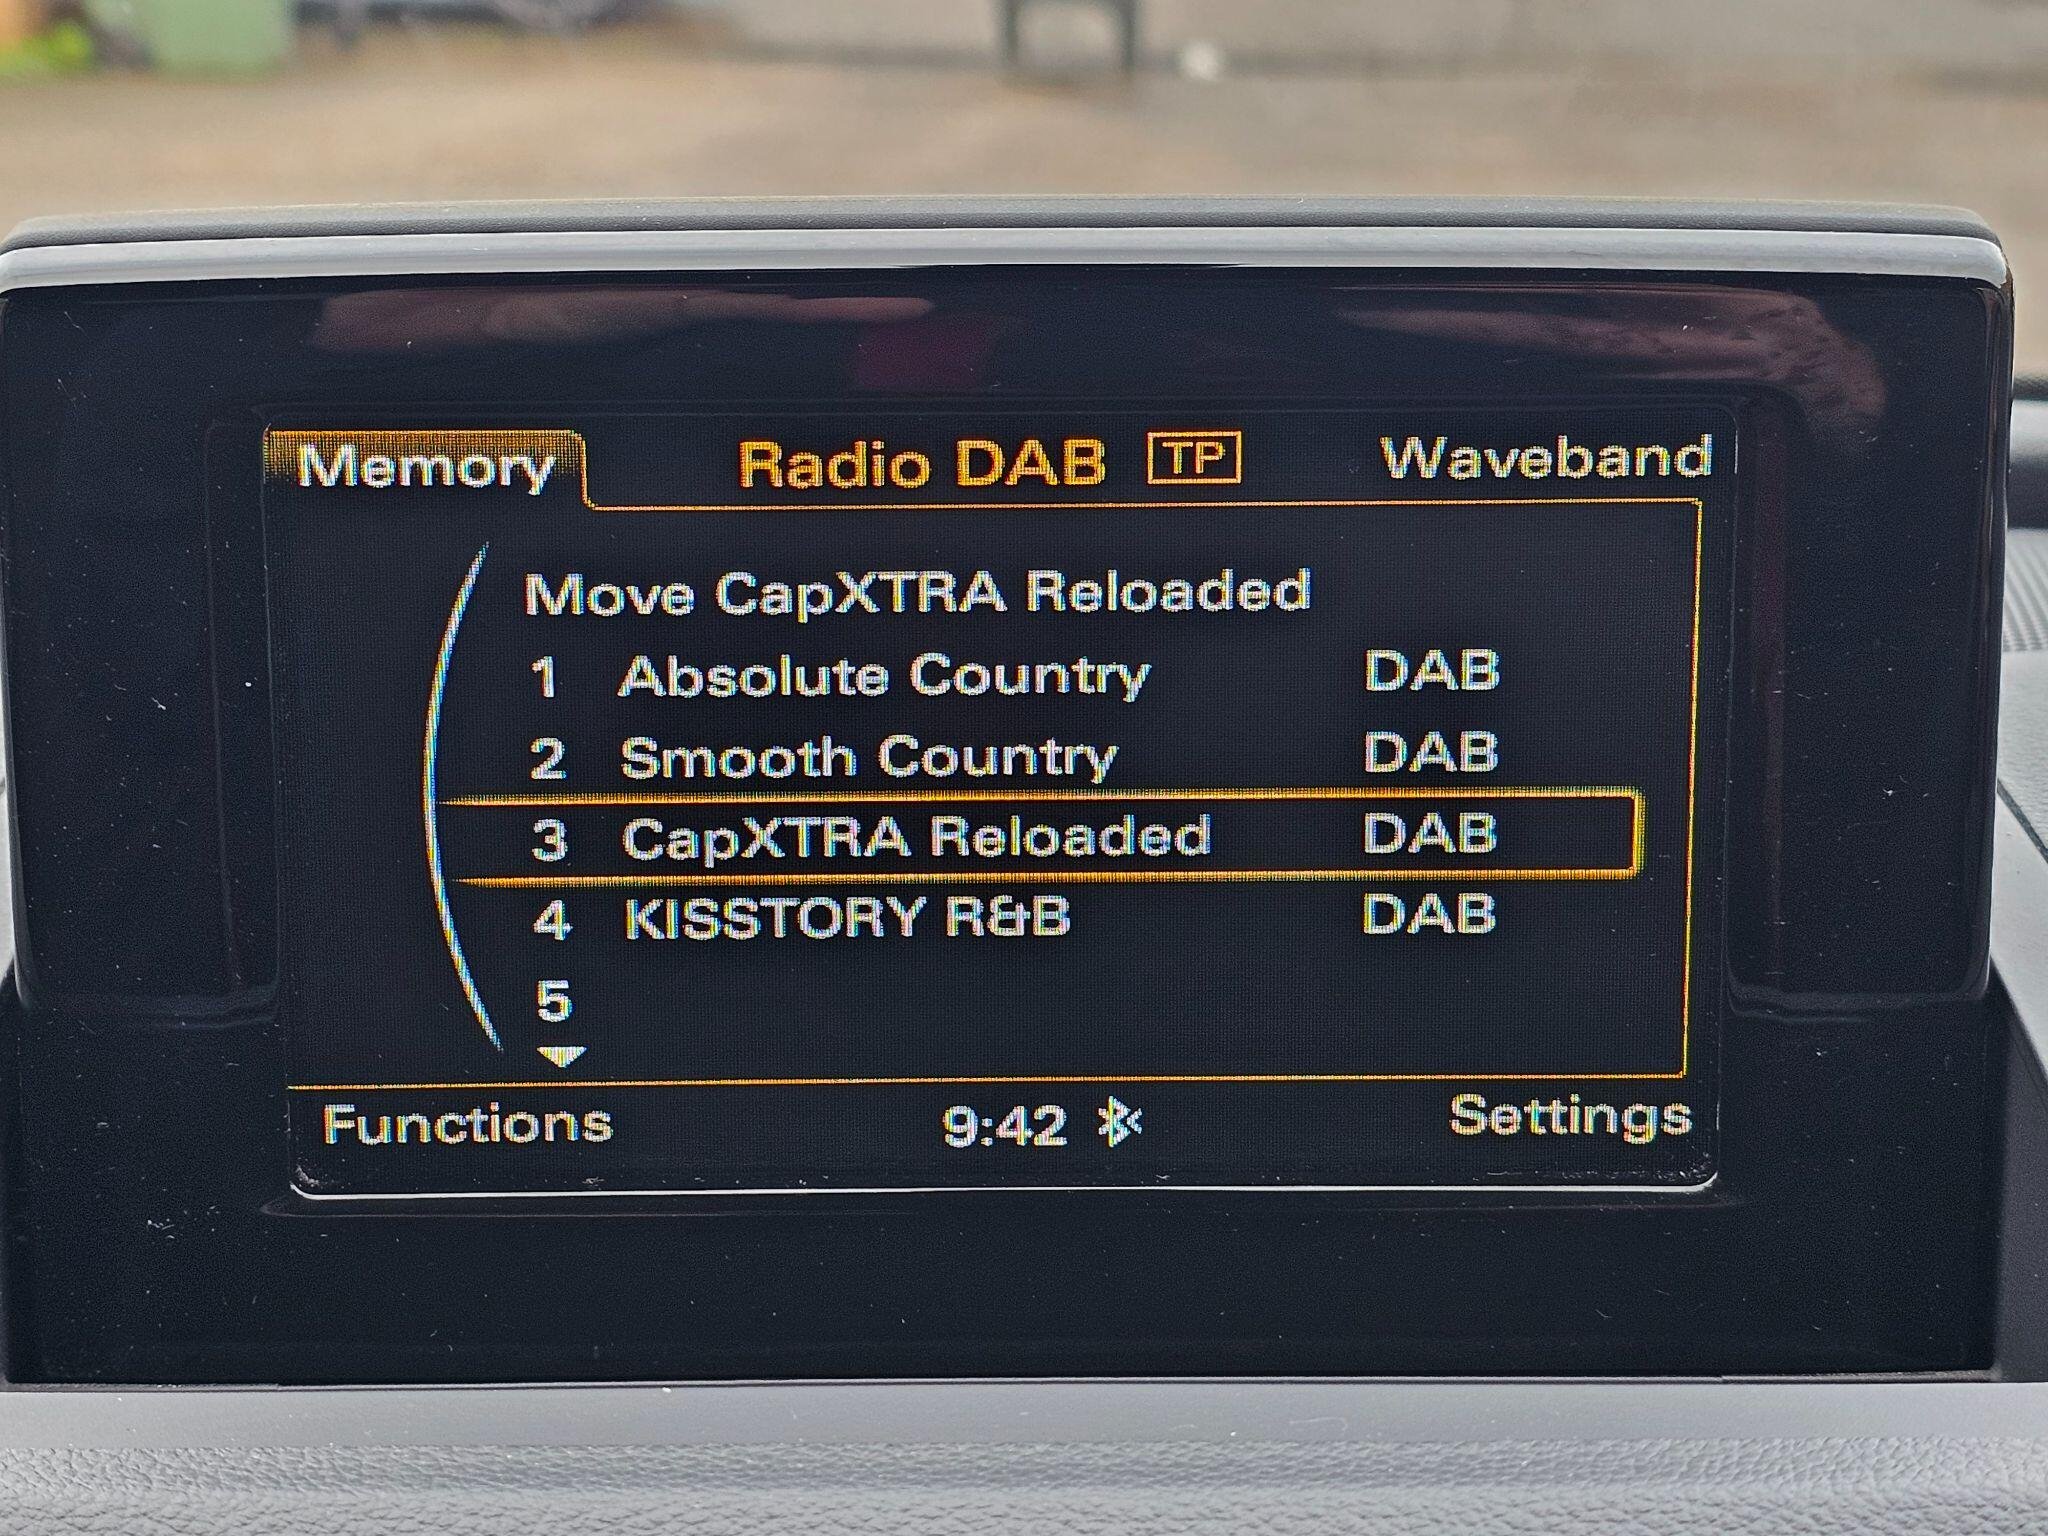 Memory Radio DAB TP Waveband
Move CapXTRA Reloaded
1 Absolute Country DAB
2 Smooth Country DAB
3 CapXTRA Reloaded DAB
4 KISSTORY R&B DAB
5
Functions 9:42 Settings